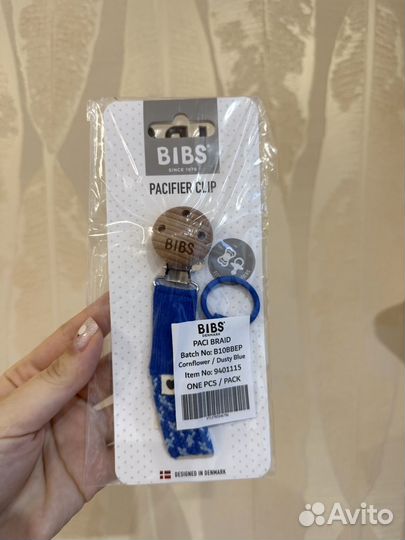 BIBS
SINCE 1978
PACIFIER CLIP
BIBS
BIBS
DENMARK
PACI BRAID
Batch No: B10BBEP
Cornflower / Dusty Blue
Item No: 9401115
ONE PCS / PACK
DESIGNED IN DENMARK
Avito